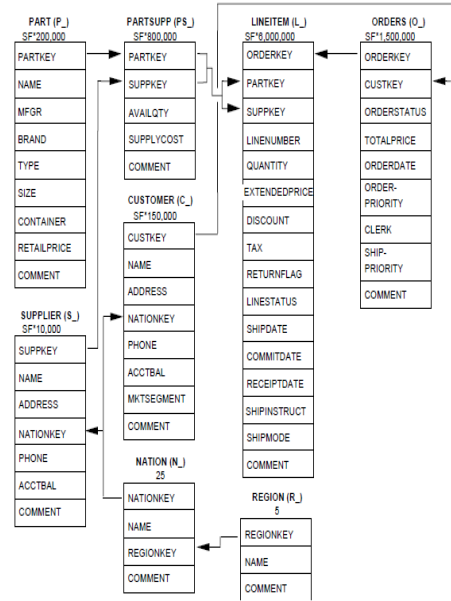 PART (P_)
SF*200,000
PARTKEY
NAME
MFGR
BRAND
TYPE
SIZE
CONTAINER
RETAILPRICE
COMMENT
SUPPLIER (S_)
SF*10,000
SUPPKEY
NAME
ADDRESS
NATIONKEY
PHONE
ACCTBAL
COMMENT
PARTSUPP (PS_)
SF*800,000
PARTKEY
SUPPKEY
AVAILQTY
SUPPLYCOST
COMMENT
CUSTOMER (C_)
SF*150,000
CUSTKEY
NAME
ADDRESS
NATIONKEY
PHONE
ACCTBAL
MKTSEGMENT
COMMENT
NATION (N_)
25
NATIONKEY
NAME
REGIONKEY
COMMENT
LINEITEM (L_)
SF*6,000,000
ORDERKEY
PARTKEY
SUPPKEY
LINENUMBER
QUANTITY
EXTENDEDPRICE
DISCOUNT
TAX
RETURNFLAG
LINESTATUS
SHIPDATE
COMMITDATE
RECEIPTDATE
SHIPINSTRUCT
SHIPMODE
COMMENT
REGION (R_)
5
REGIONKEY
NAME
COMMENT
ORDERS (O_)
SF*1,500,000
ORDERKEY
CUSTKEY
ORDERSTATUS
TOTALPRICE
ORDERDATE
ORDER-
PRIORITY
CLERK
SHIP-
PRIORITY
COMMENT